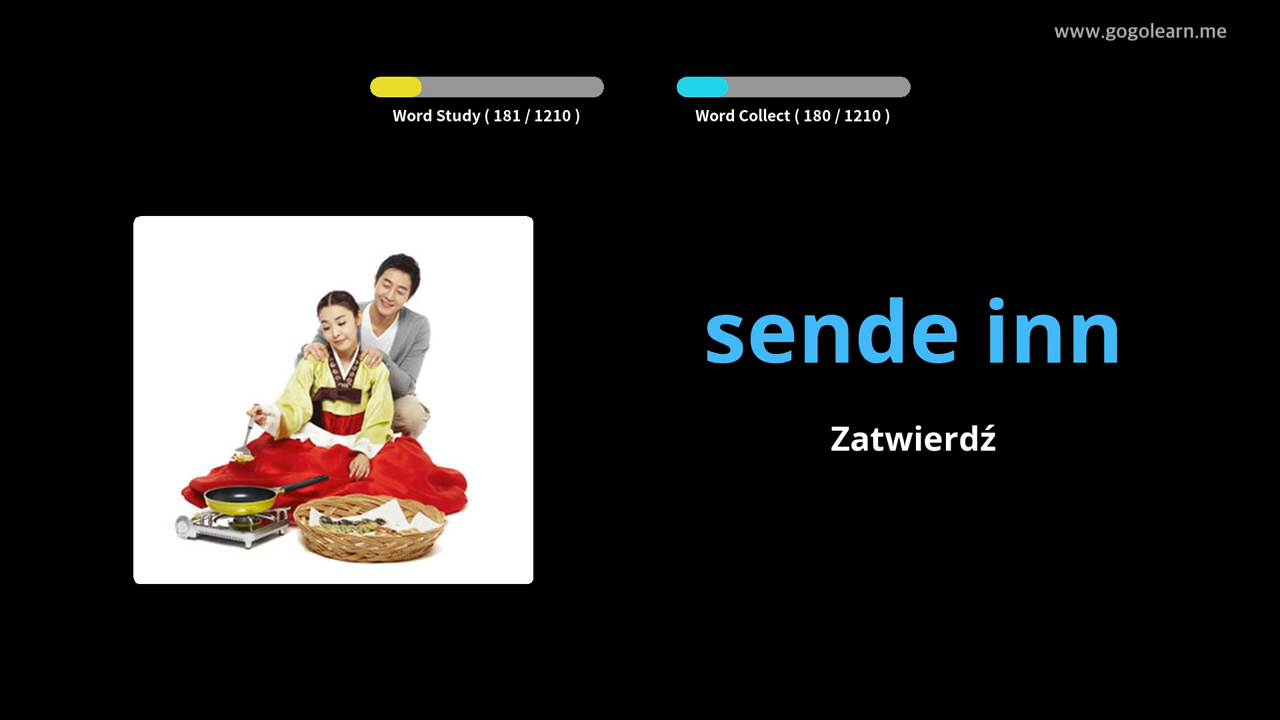 www.gogolearn.me
Word Study ( 181 / 1210 )
Word Collect ( 180 / 1210 )
sende inn
Zatwierdź